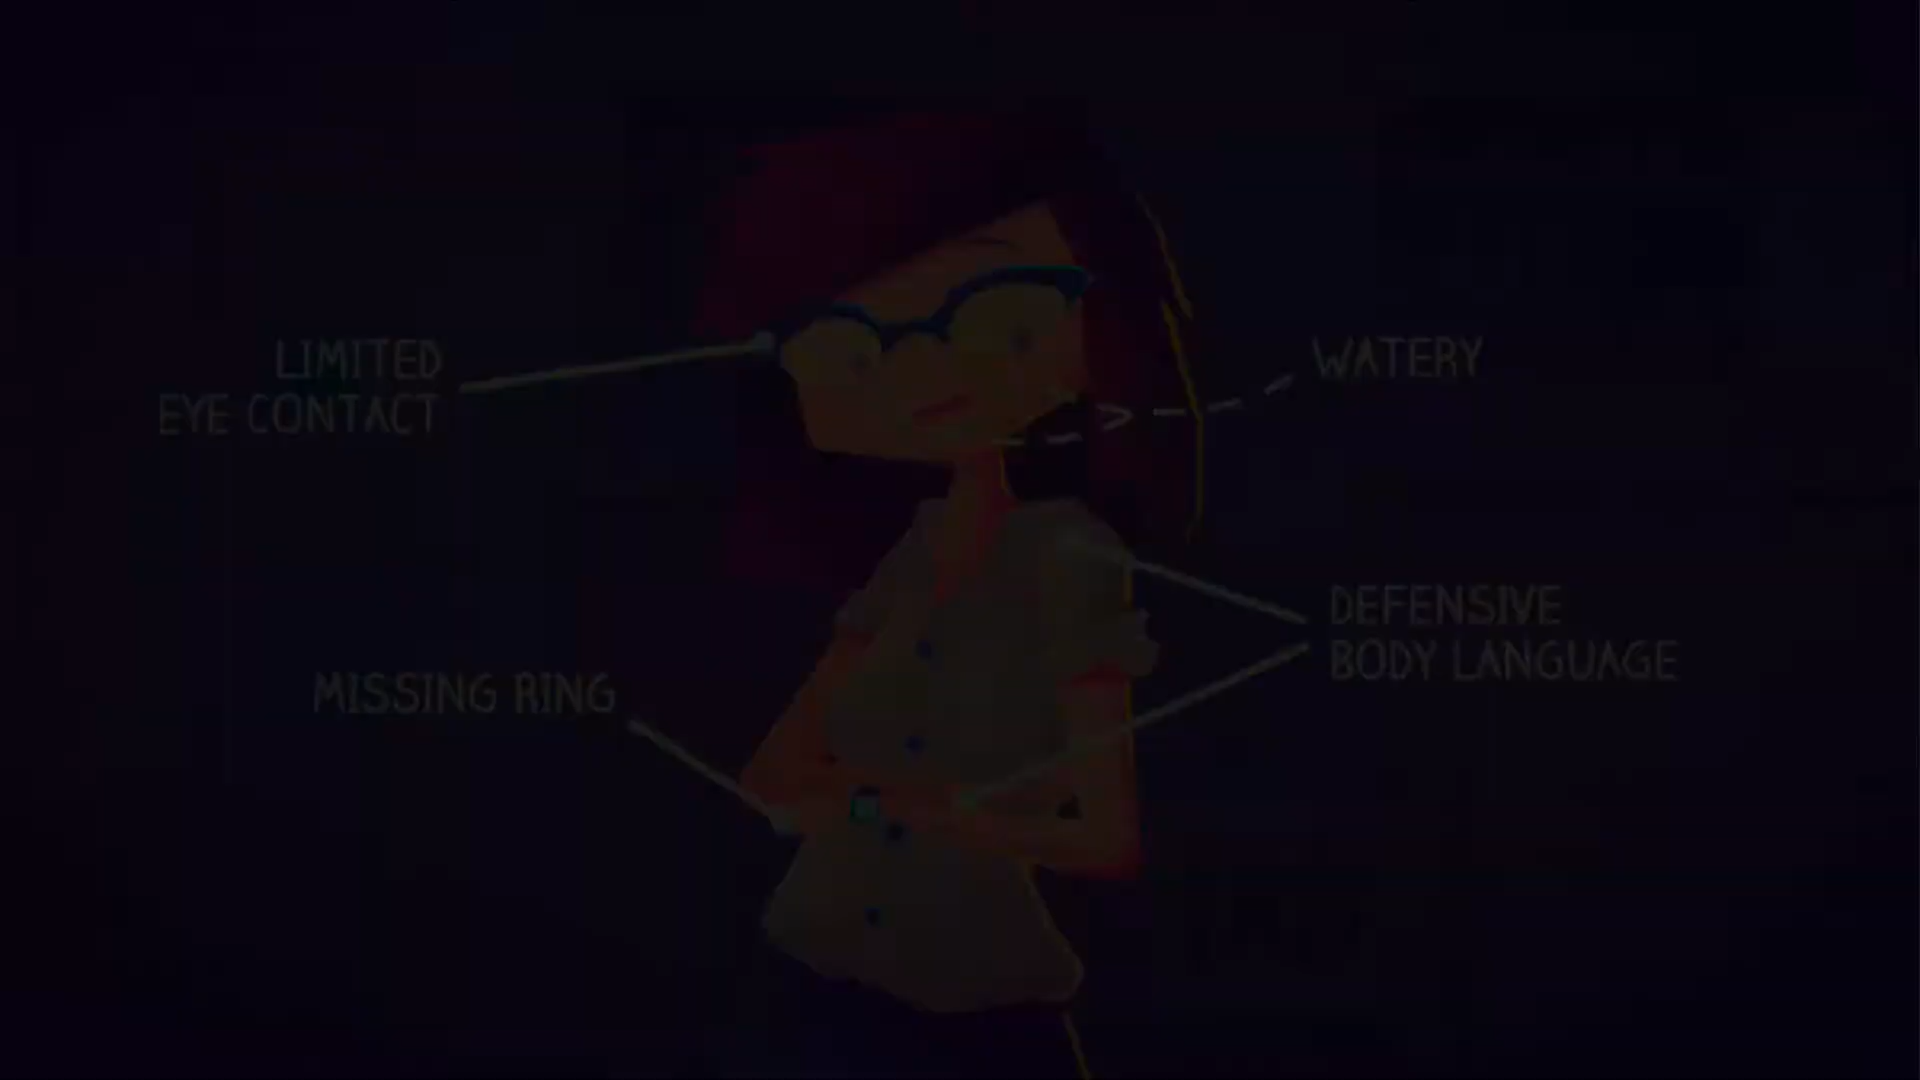 LIMITED
EYE CONTACT
WATERY
MISSING RING
DEFENSIVE
BODY LANGUAGE